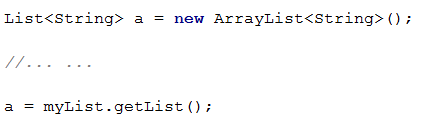 List<String> a = new ArrayList<String>();
//... ...
a = myList.getList();